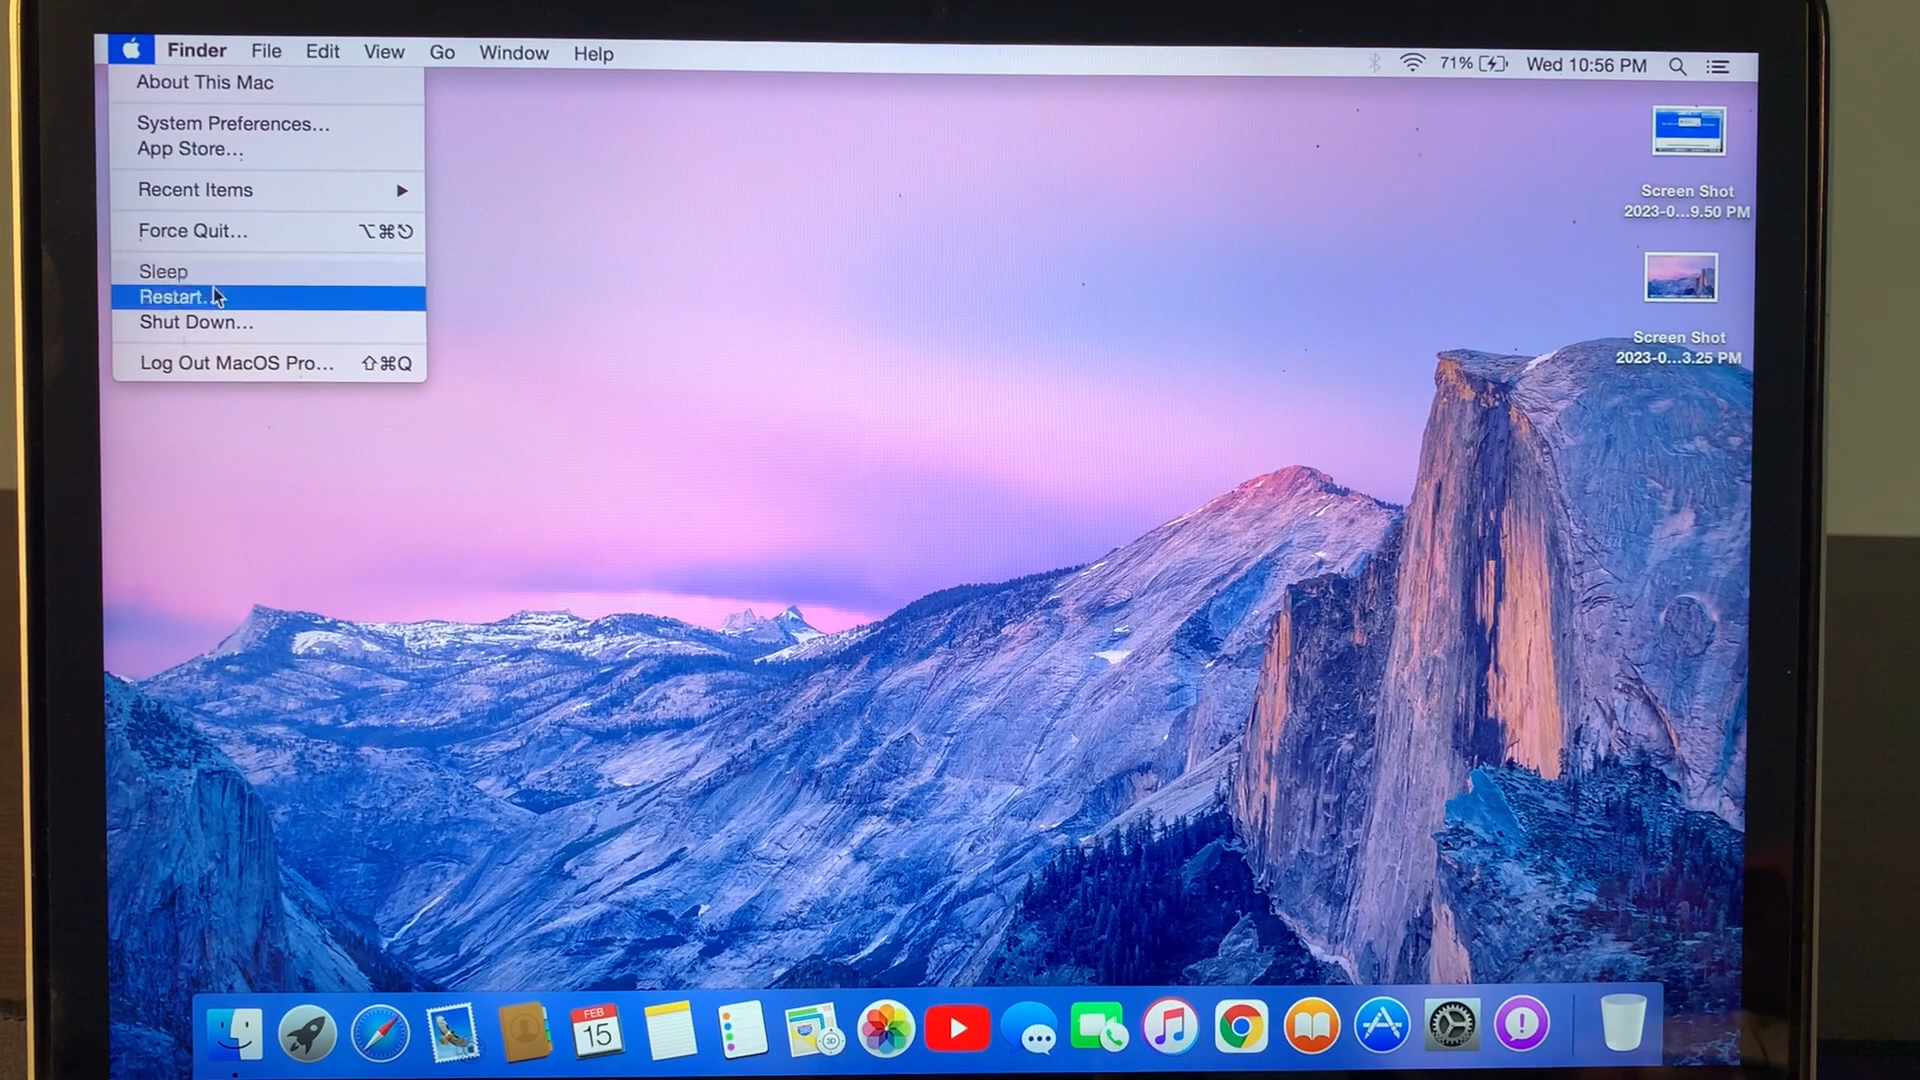 Finder File Edit View Go Window Help 71% Wed 10:56 PM
About This Mac
System Preferences...
App Store...
Recent Items ▶
Force Quit... ⌥⌘⎋
Sleep
Restart...
Shut Down...
Log Out MacOS Pro... ⇧⌘Q
Screen Shot
2023-0...9.50 PM
Screen Shot
2023-0...3.25 PM
FEB
15
3D